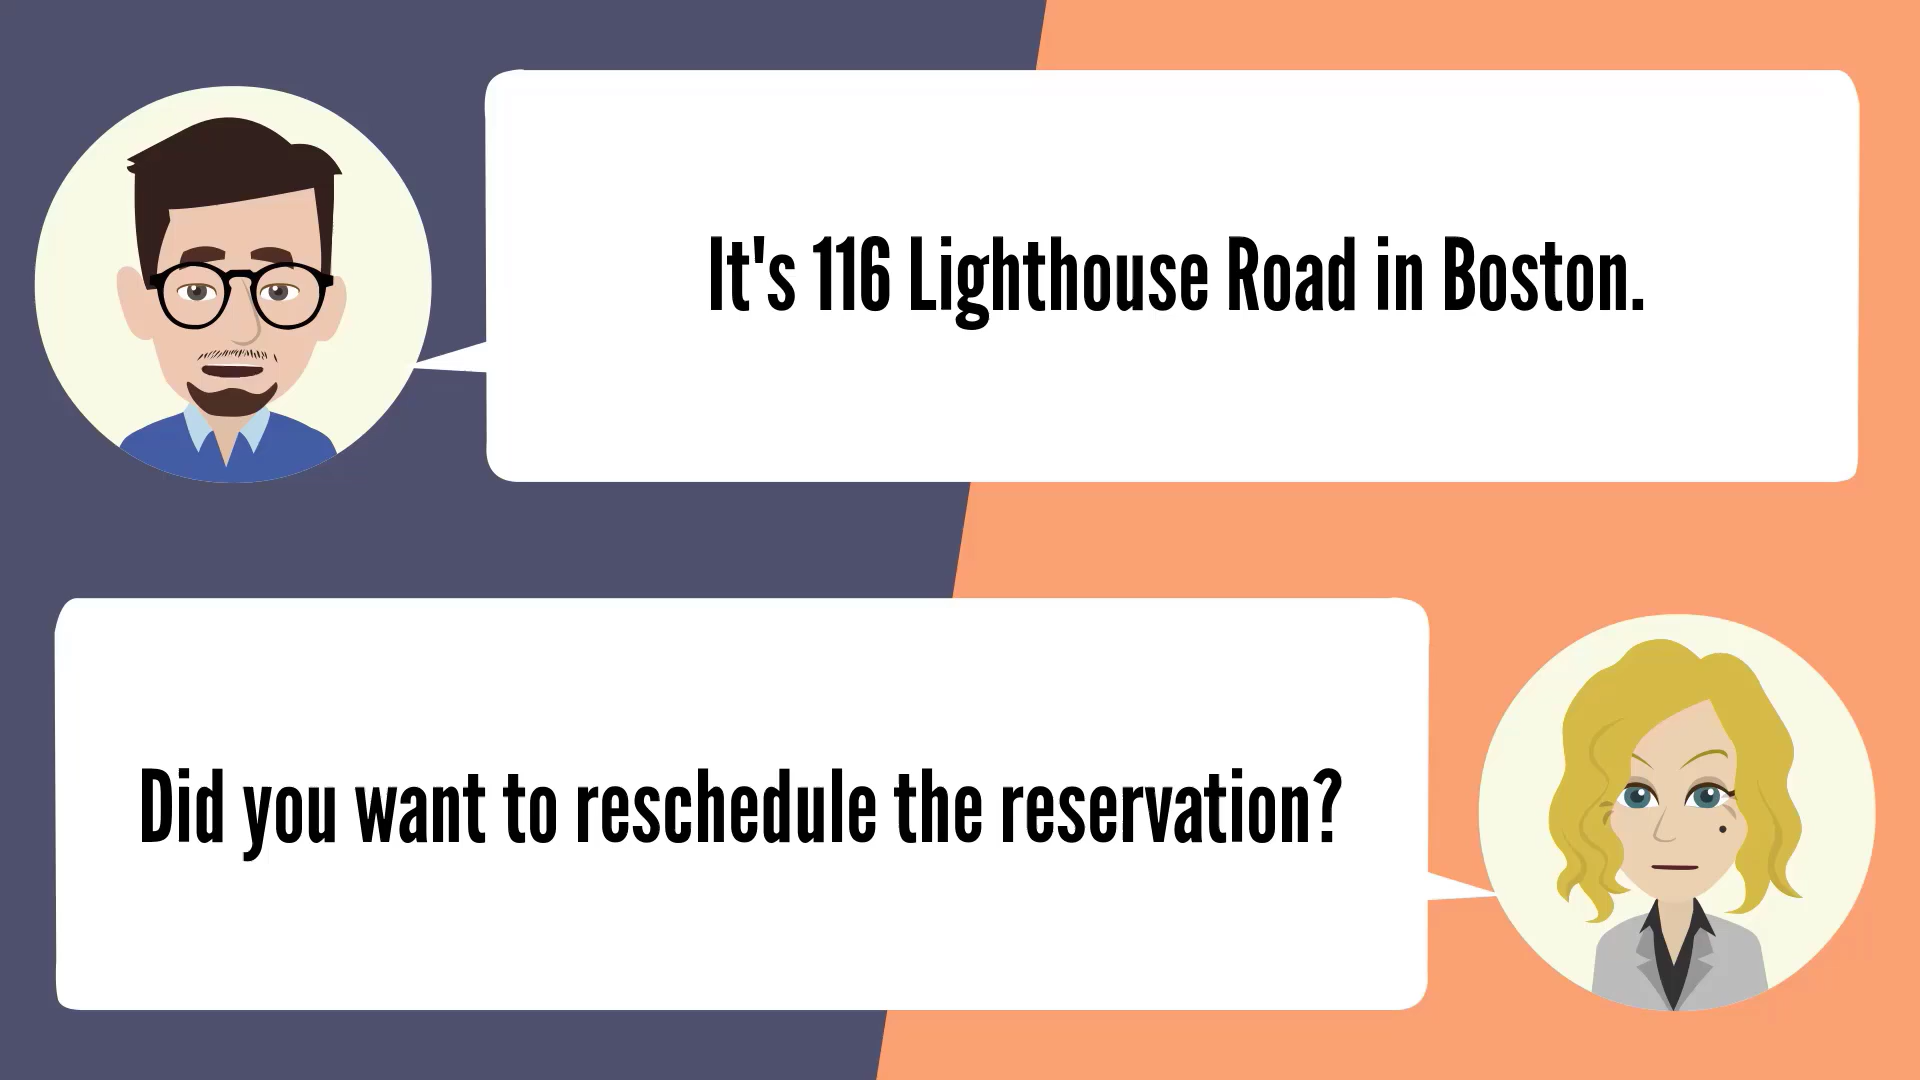 It's 116 Lighthouse Road in Boston.
Did you want to reschedule the reservation?